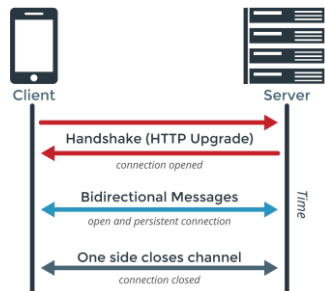 Client
Server
Handshake (HTTP Upgrade)
connection opened
Bidirectional Messages
open and persistent connection
Time
One side closes channel
connection closed